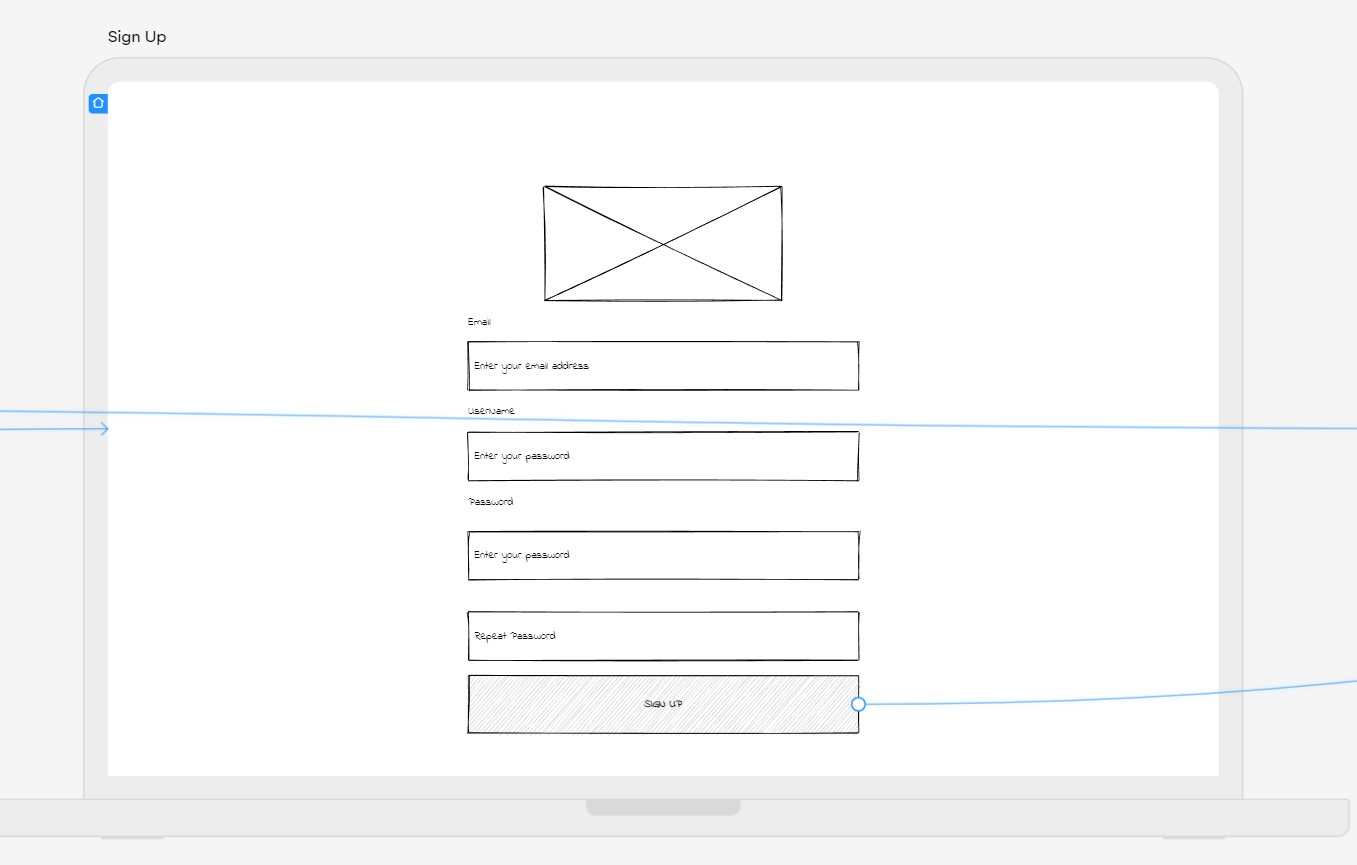 Sign Up
Email
Enter your email address
Username
Enter your password
Password
Enter your password
Repeat Password
SIGN UP